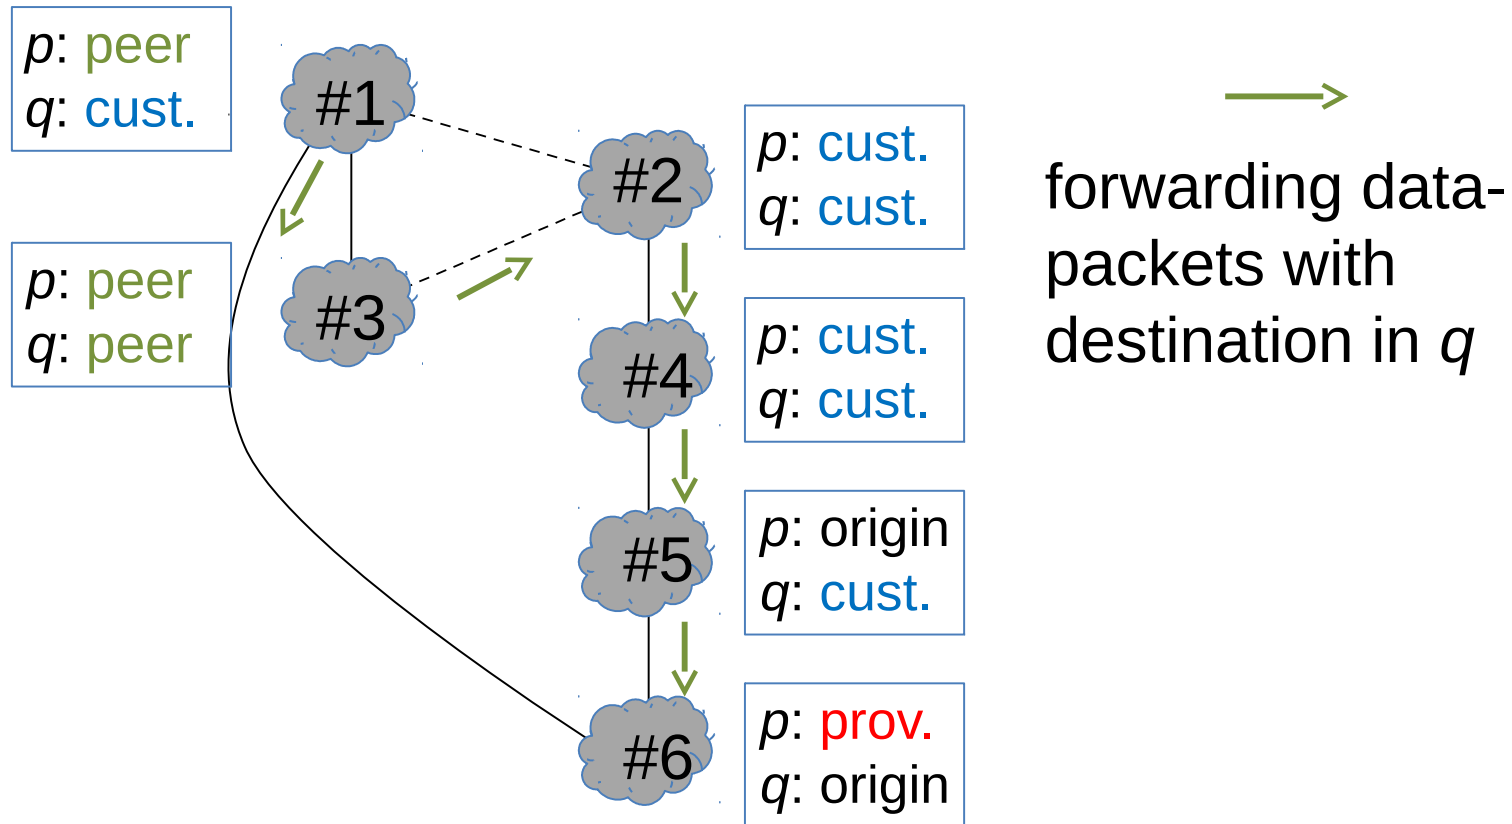 p: peer
q: cust.
#1
#2
p: cust.
q: cust.
forwarding data-
packets with
destination in q
p: peer
q: peer
#3
#4
p: cust.
q: cust.
#5
p: origin
q: cust.
#6
p: prov.
q: origin